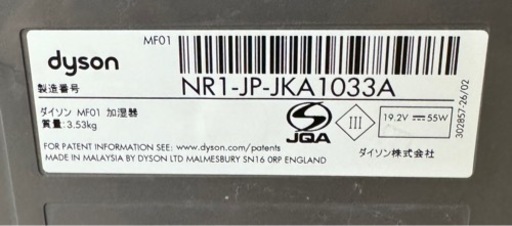 MF01
dyson
製造番号
NR1-JP-JKA1033A
ダイソン MF01 加湿器
質量:3.53kg
JQA
III
19.2V ⎓ 55W
FOR PATENT INFORMATION SEE: www.dyson.com/patents
MADE IN MALAYSIA BY DYSON LTD MALMESBURY SN16 0RP ENGLAND
ダイソン株式会社
302857-26/02